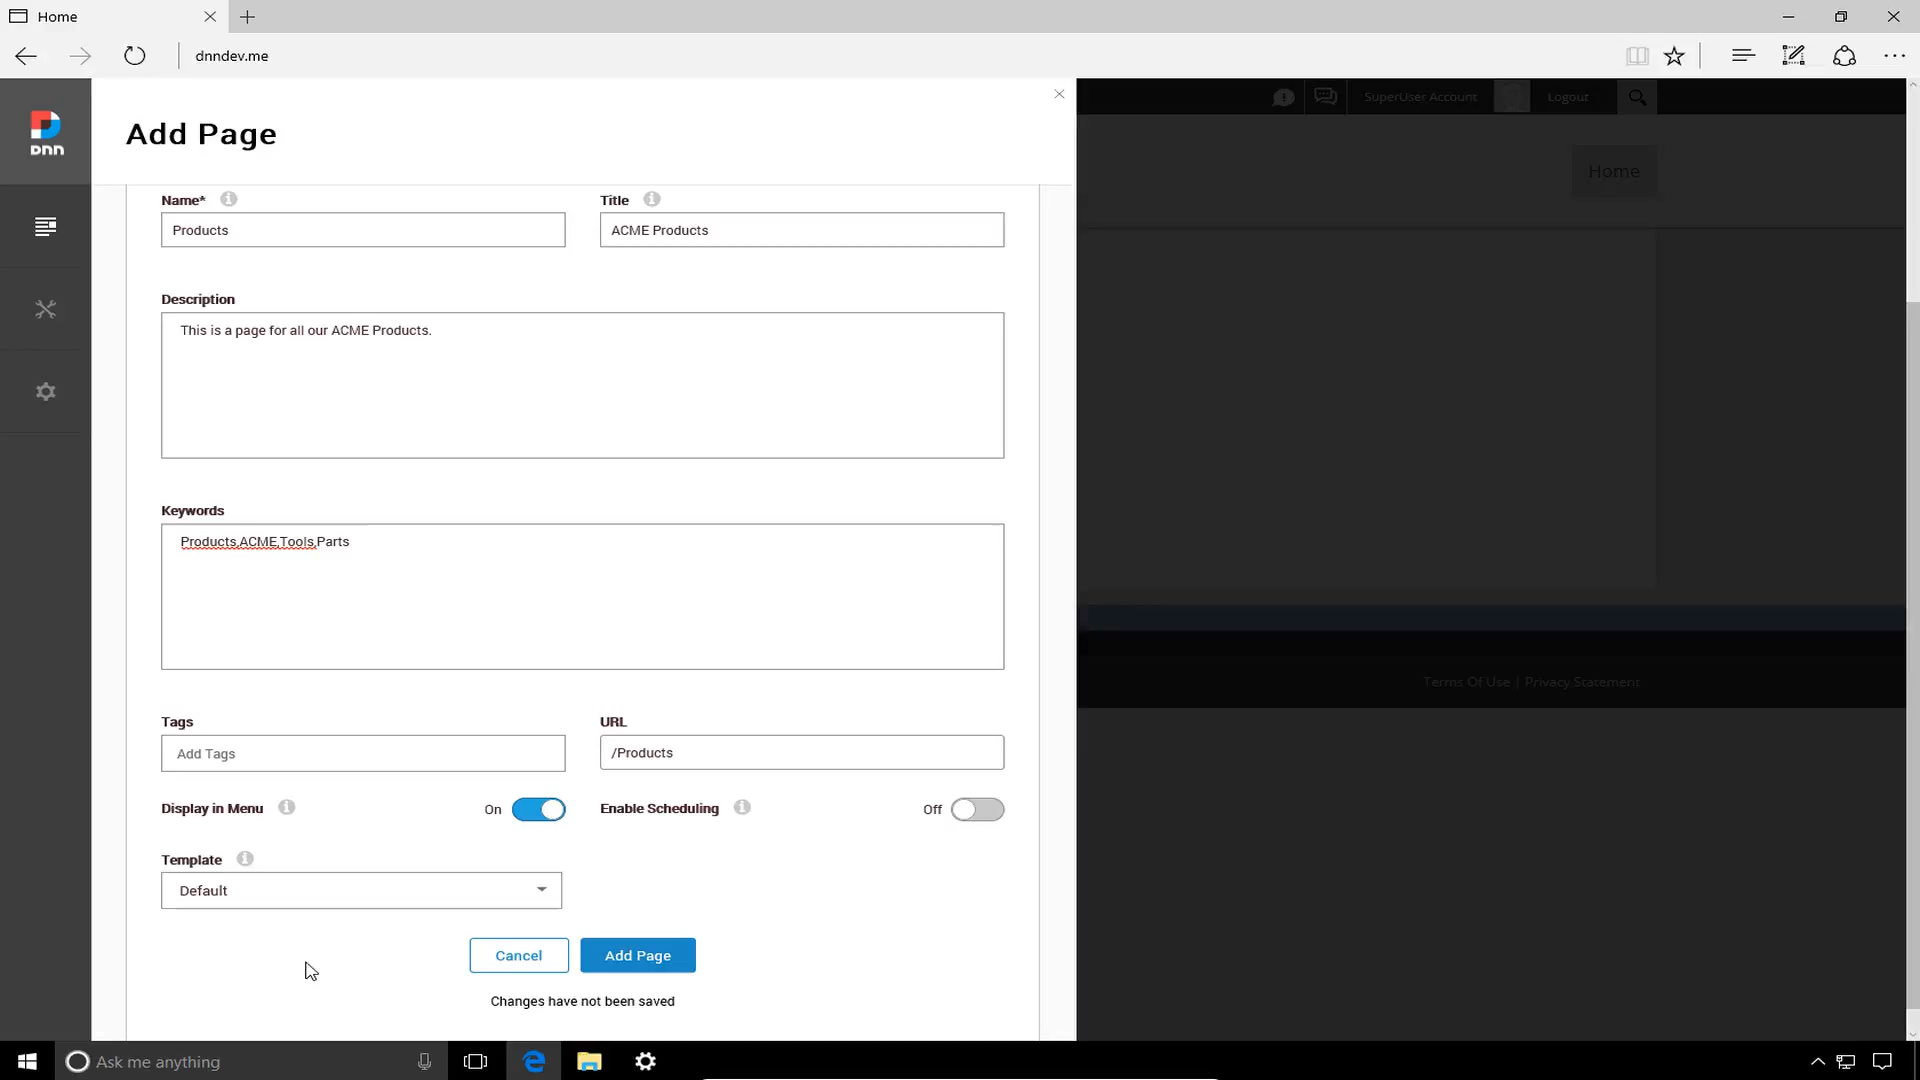 Home
dnndev.me
Add Page
SuperUser Account
Logout
Dnn
Home
Name*
Title
Products
ACME Products
Description
This is a page for all our ACME Products.
Keywords
Products,ACME,Tools,Parts
Terms Of Use | Privacy Statement
Tags
URL
Add Tags
/Products
Display in Menu
On
Enable Scheduling
Off
Template
Default
Cancel
Add Page
Changes have not been saved
Ask me anything